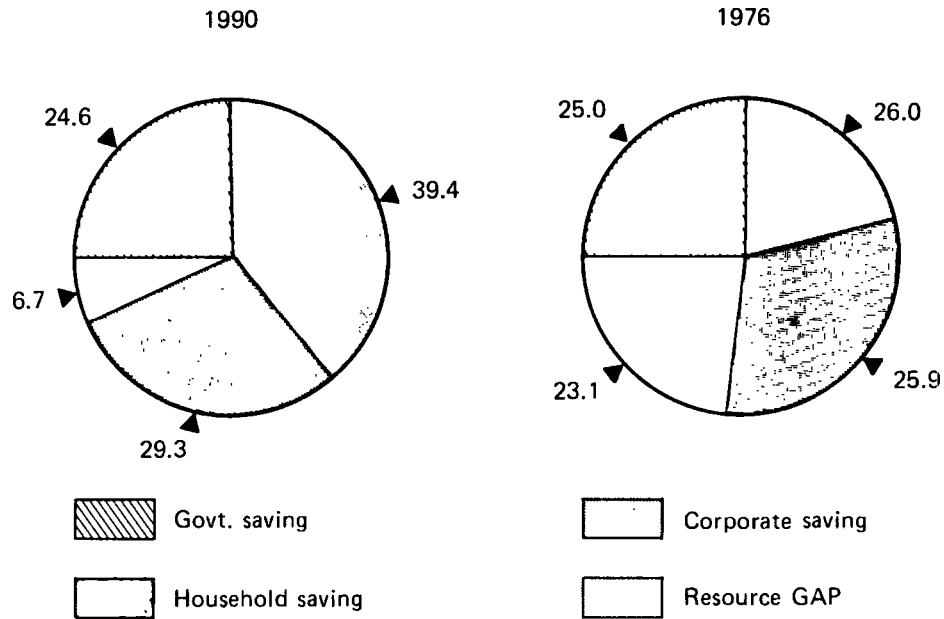 1990
1976
24.6
39.4
6.7
29.3
25.0
26.0
23.1
25.9
Govt. saving
Household saving
Corporate saving
Resource GAP